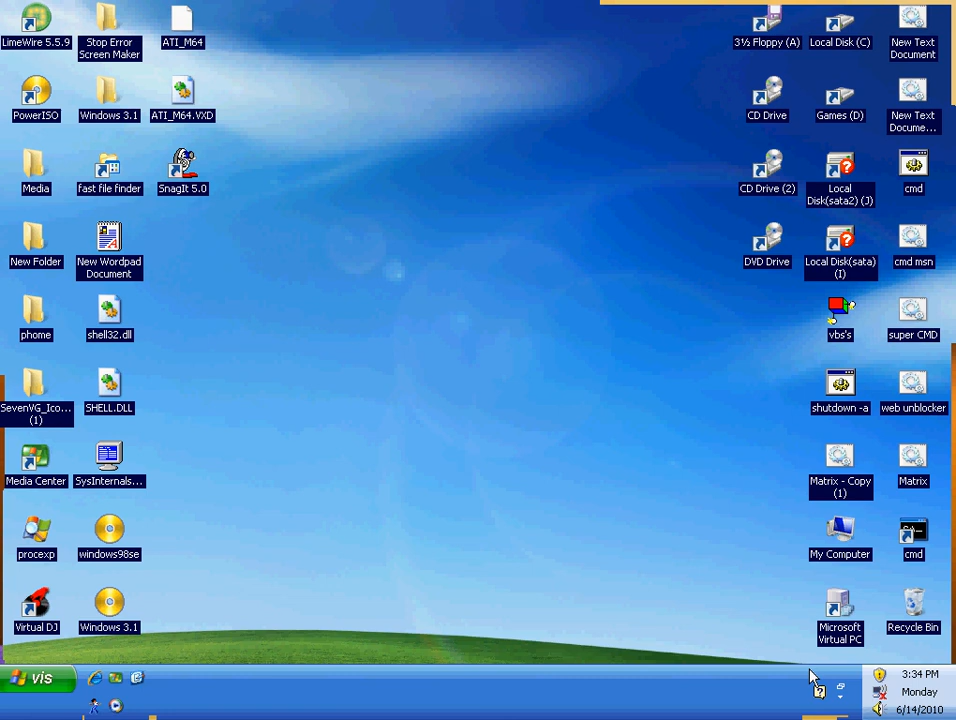 LimeWire 5.5.9
Stop Error
Screen Maker
ATI_M64
3½ Floppy (A)
Local Disk (C)
New Text
Document
PowerISO
Windows 3.1
ATI_M64.VXD
CD Drive
Games (D)
New Text
Docume...
Media
fast file finder
SnagIt 5.0
CD Drive (2)
Local
Disk(sata2) (J)
cmd
New Folder
New Wordpad
Document
DVD Drive
Local Disk(sata)
(I)
cmd msn
phome
shell32.dll
vbs's
super CMD
SevenVG_Ico...
(1)
SHELL.DLL
shutdown -a
web unblocker
Media Center
SysInternals...
Matrix - Copy
(1)
Matrix
procexp
windows98se
My Computer
cmd
Virtual DJ
Windows 3.1
Microsoft
Virtual PC
Recycle Bin
vis
3:34 PM
Monday
6/14/2010